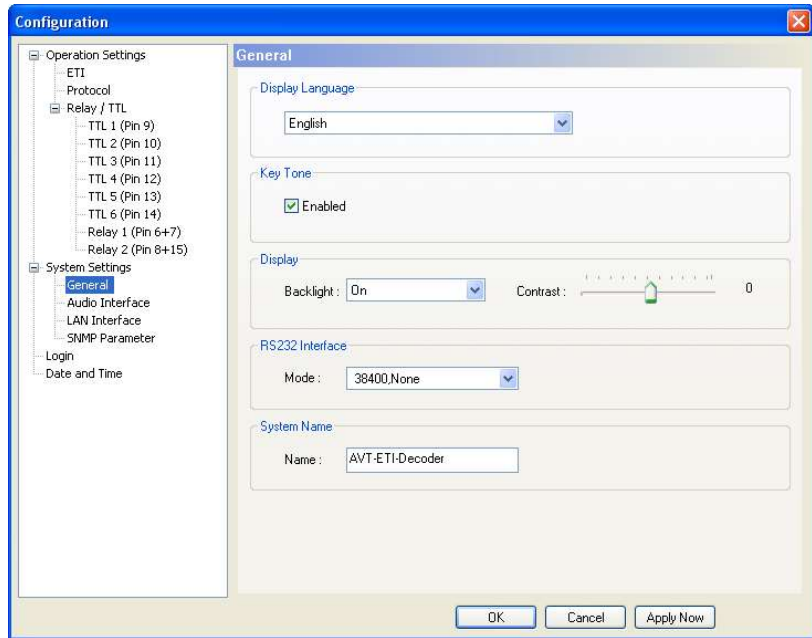 Configuration
Operation Settings
ETI
Protocol
Relay / TTL
TTL 1 (Pin 9)
TTL 2 (Pin 10)
TTL 3 (Pin 11)
TTL 4 (Pin 12)
TTL 5 (Pin 13)
TTL 6 (Pin 14)
Relay 1 (Pin 6+7)
Relay 2 (Pin 8+15)
System Settings
General
Audio Interface
LAN Interface
SNMP Parameter
Login
Date and Time
General
Display Language
English
Key Tone
Enabled
Display
Backlight : On Contrast : 0
RS232 Interface
Mode : 38400,None
System Name
Name : AVT-ETI-Decoder
OK Cancel Apply Now